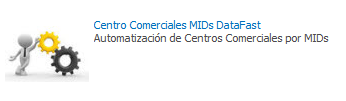 Centro Comerciales MIDs DataFast
Automatización de Centros Comerciales por MIDs